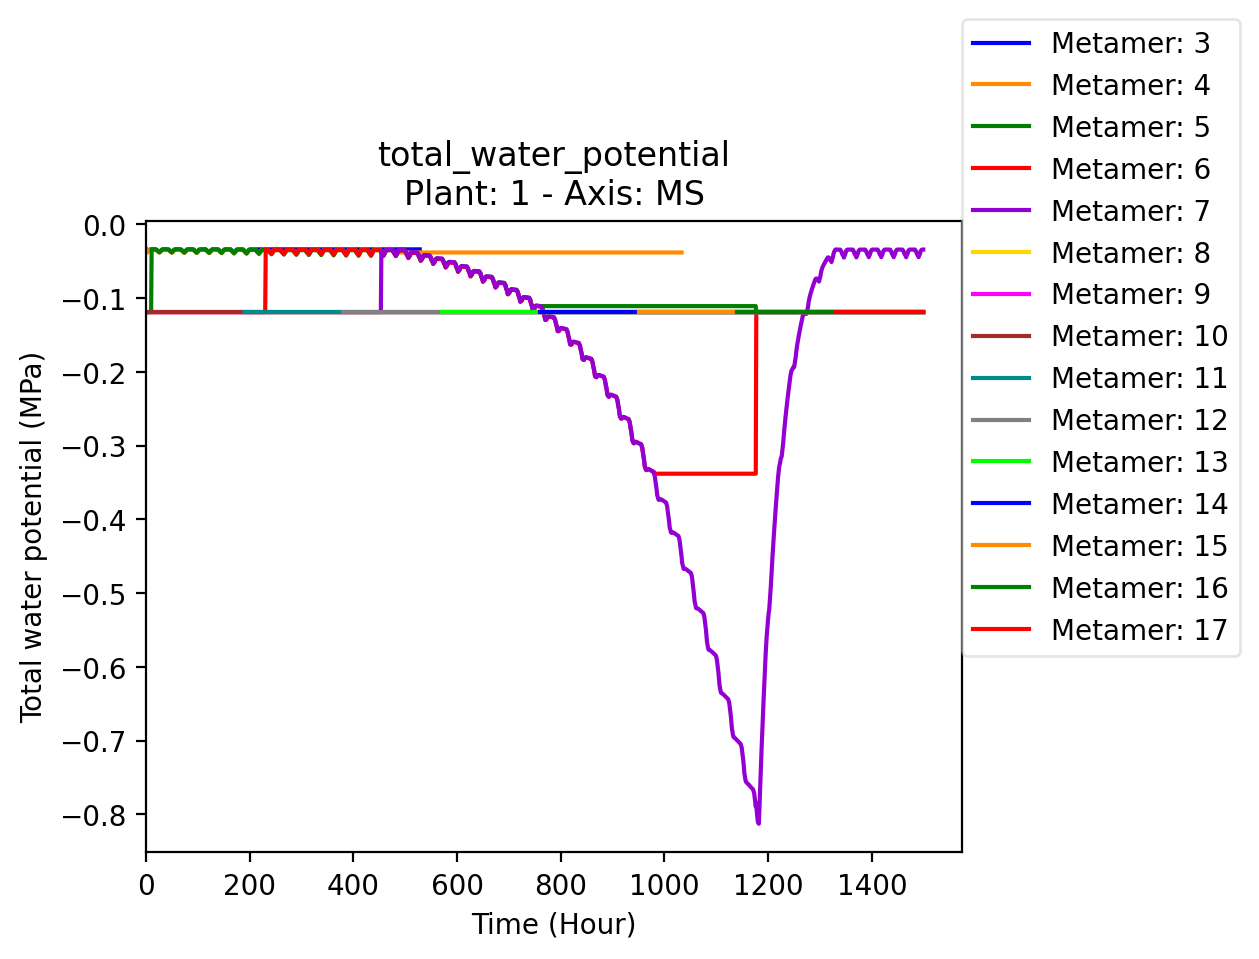 total_water_potential
Plant: 1 - Axis: MS
Metamer: 3
Metamer: 4
Metamer: 5
Metamer: 6
Metamer: 7
Metamer: 8
Metamer: 9
Metamer: 10
Metamer: 11
Metamer: 12
Metamer: 13
Metamer: 14
Metamer: 15
Metamer: 16
Metamer: 17
Total water potential (MPa)
0.0
−0.1
−0.2
−0.3
−0.4
−0.5
−0.6
−0.7
−0.8
0 200 400 600 800 1000 1200 1400
Time (Hour)